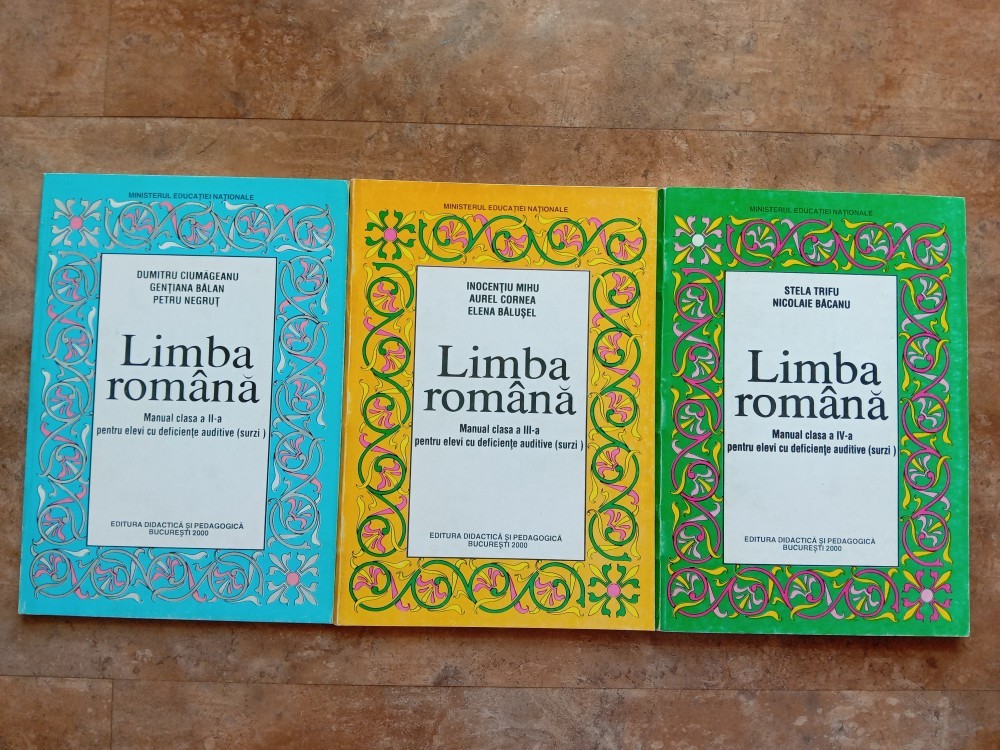 MINISTERUL EDUCAȚIEI NAȚIONALE
DUMITRU CIUMĂGEANU
GENȚIANA BĂLAN
PETRU NEGRUȚ
Limba
română
Manual clasa a II-a
pentru elevi cu deficiențe auditive (surzi )
EDITURA DIDACTICĂ ȘI PEDAGOGICĂ
BUCUREȘTI 2000
MINISTERUL EDUCAȚIEI NAȚIONALE
INOCENȚIU MIHU
AUREL CORNEA
ELENA BĂLUȘEL
Limba
română
Manual clasa a III-a
pentru elevi cu deficiențe auditive (surzi )
EDITURA DIDACTICĂ ȘI PEDAGOGICĂ
BUCUREȘTI 2000
MINISTERUL EDUCAȚIEI NAȚIONALE
STELA TRIFU
NICOLAIE BĂCANU
Limba
română
Manual clasa a IV-a
pentru elevi cu deficiențe auditive (surzi )
EDITURA DIDACTICĂ ȘI PEDAGOGICĂ
BUCUREȘTI 2000